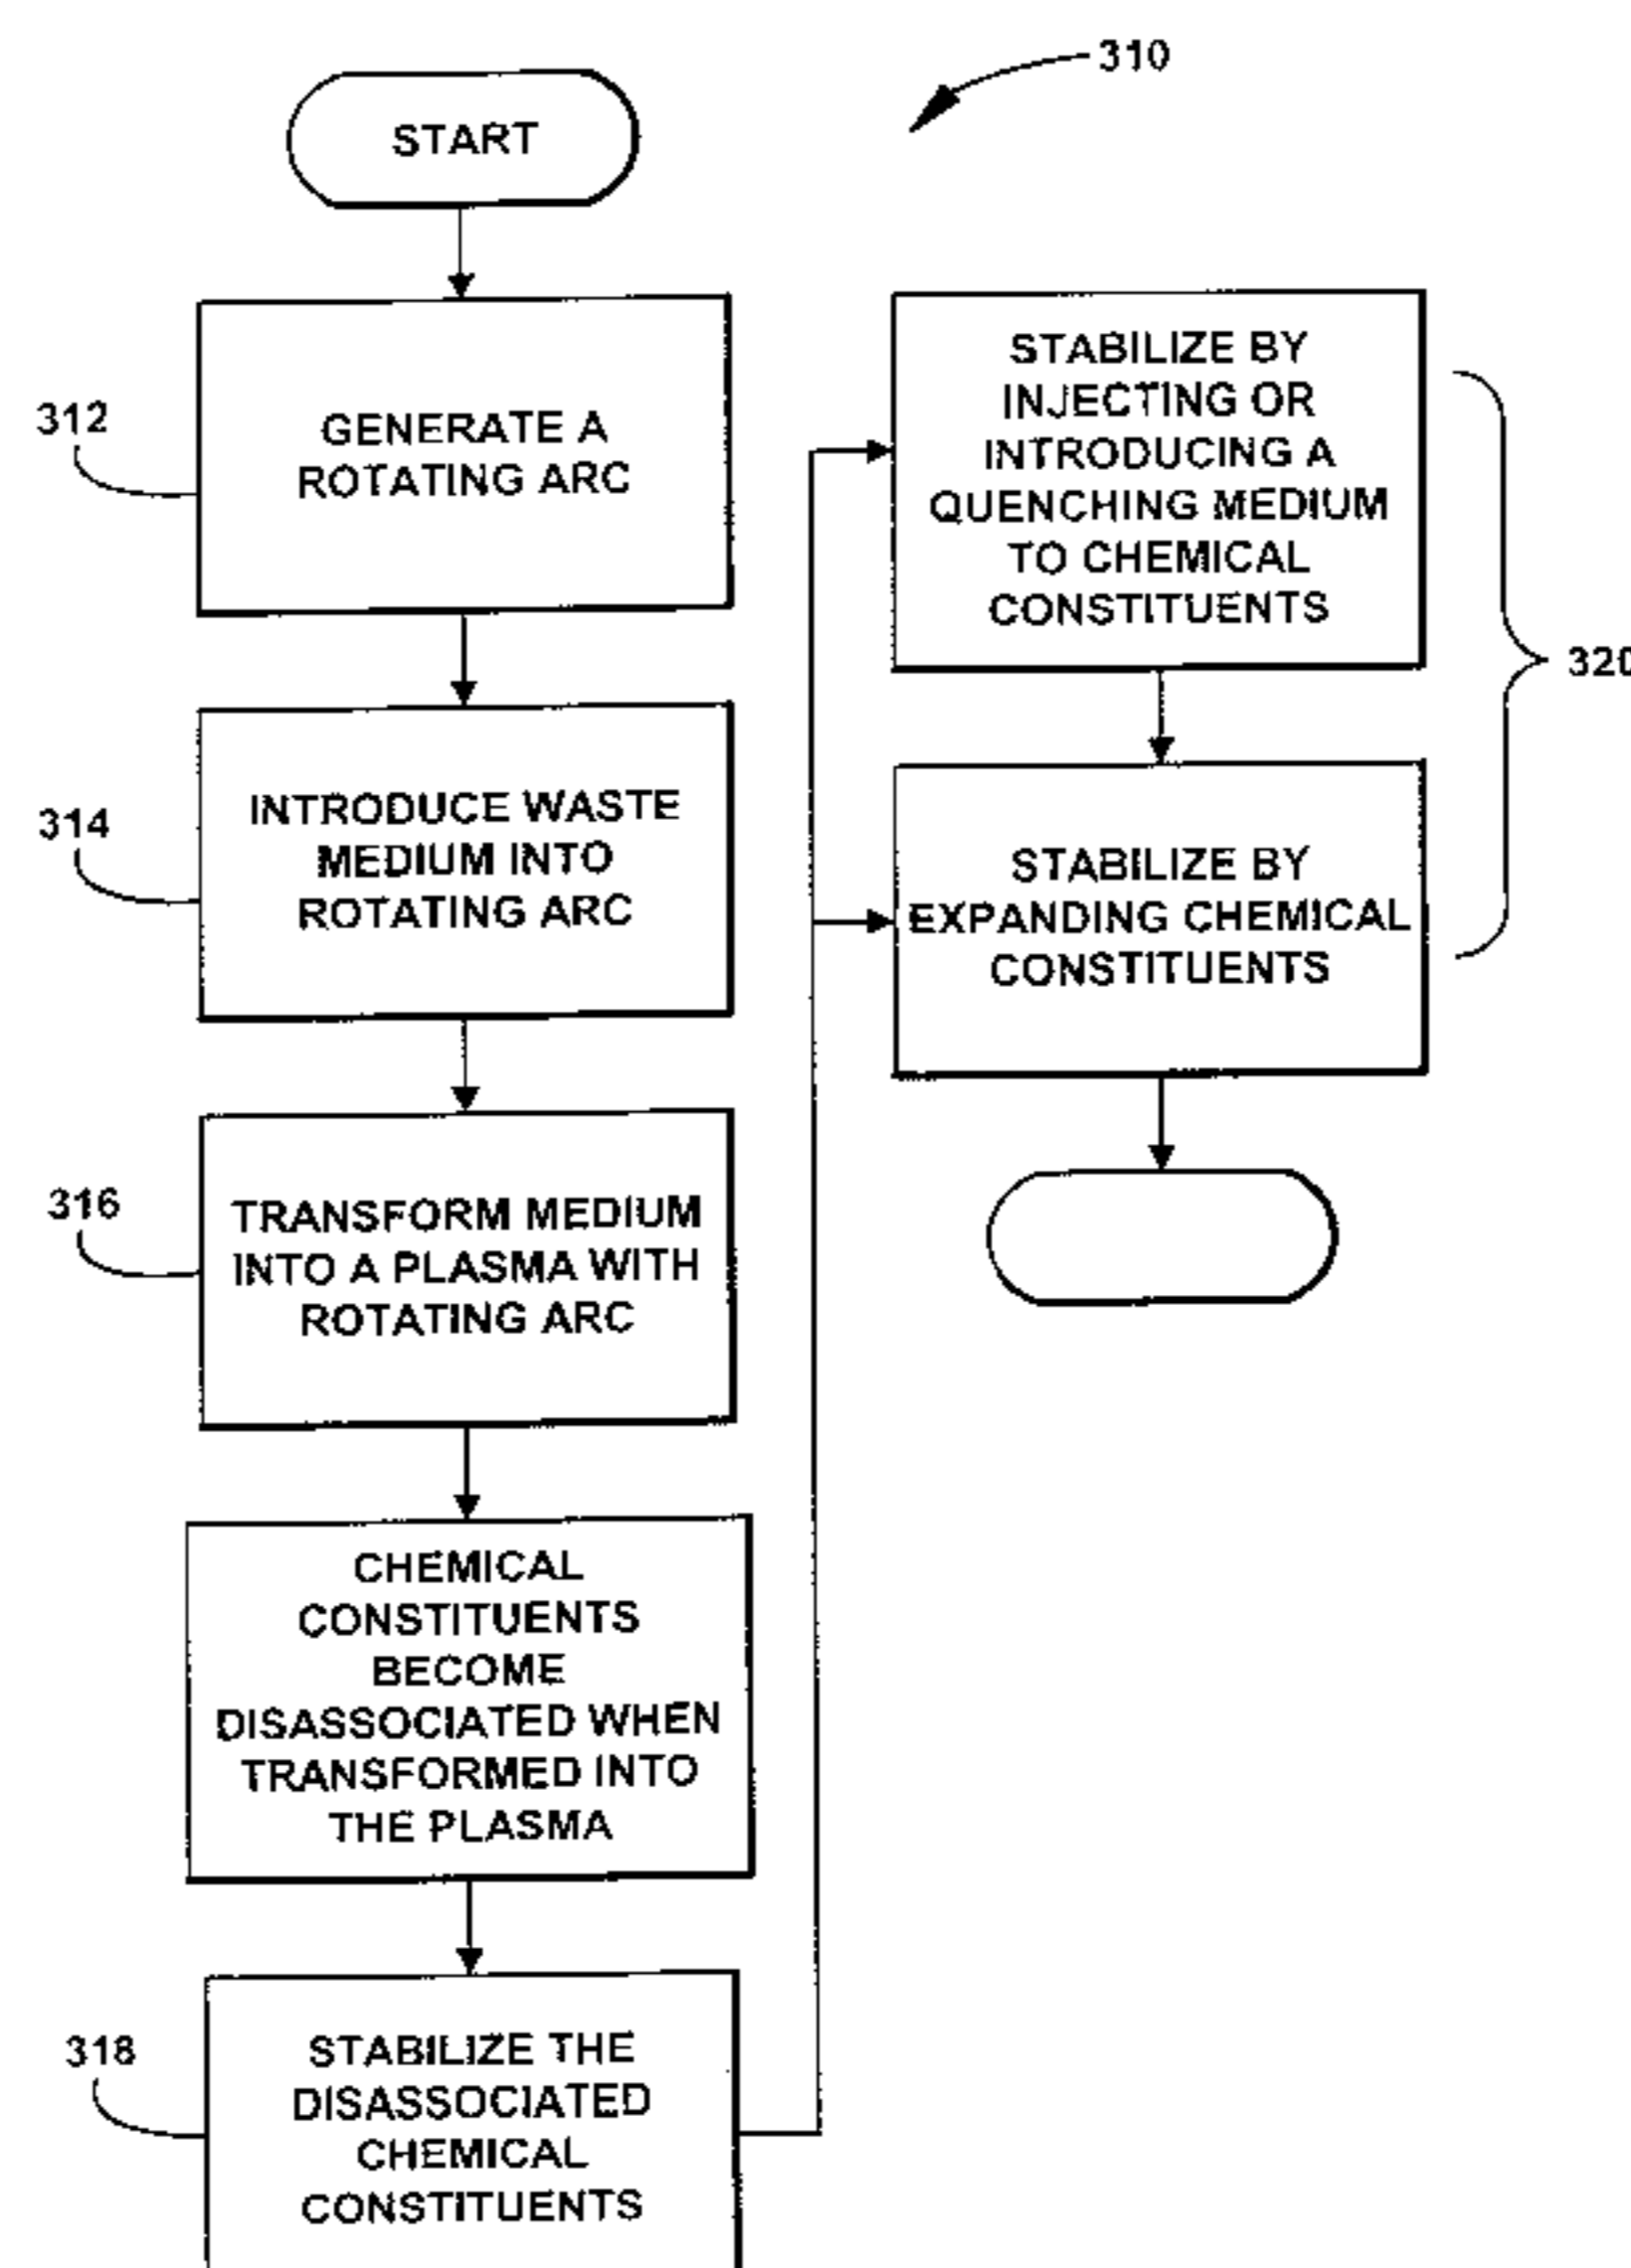 310
START
312
GENERATE A
ROTATING ARC
314
INTRODUCE WASTE
MEDIUM INTO
ROTATING ARC
316
TRANSFORM MEDIUM
INTO A PLASMA WITH
ROTATING ARC
CHEMICAL
CONSTITUENTS
BECOME
DISASSOCIATED WHEN
TRANSFORMED INTO
THE PLASMA
318
STABILIZE THE
DISASSOCIATED
CHEMICAL
CONSTITUENTS
STABILIZE BY
INJECTING OR
INTRODUCING A
QUENCHING MEDIUM
TO CHEMICAL
CONSTITUENTS
320
STABILIZE BY
EXPANDING CHEMICAL
CONSTITUENTS